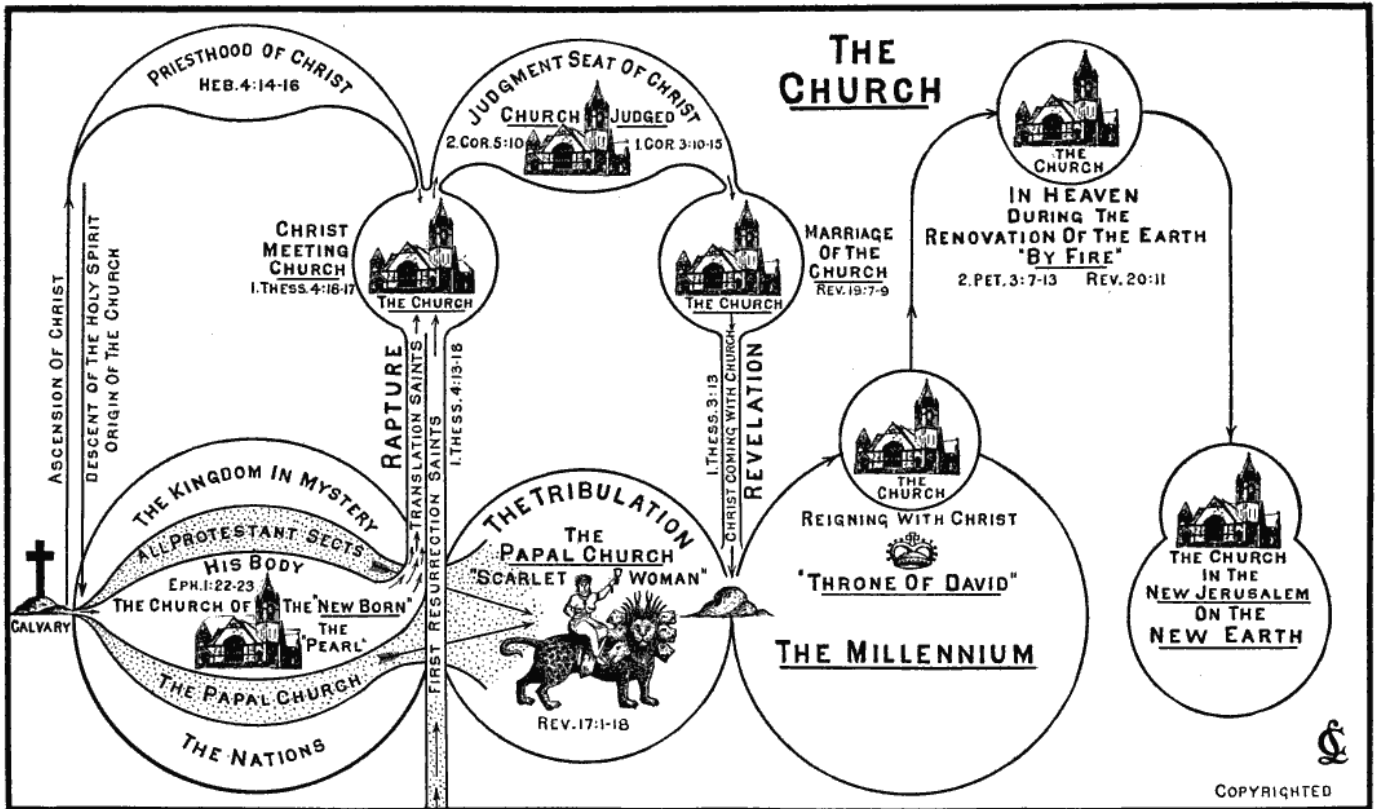 THE
CHURCH
PRIESTHOOD OF CHRIST
HEB. 4:14-16
JUDGMENT SEAT OF CHRIST
CHURCH JUDGED
2.COR.5:10
1.COR 3:10-15
ASCENSION OF CHRIST
DESCENT OF THE HOLY SPIRIT
ORIGIN OF THE CHURCH
CHRIST
MEETING
CHURCH
1.THESS.4:16-17
THE CHURCH
THE CHURCH
MARRIAGE
OF THE
CHURCH
REV.19:7-9
THE
CHURCH
IN HEAVEN
DURING THE
RENOVATION OF THE EARTH
"BY FIRE"
2.PET.3:7-13 REV.20:11
RAPTURE
TRANSLATION SAINTS
FIRST RESURRECTION SAINTS
1.THESS.4:13-18
1.THESS.3:13
CHRIST COMING WITH CHURCH
REVELATION
CALVARY
THE KINGDOM IN MYSTERY
ALL PROTESTANT SECTS
HIS BODY
EPH.1:22-23
THE CHURCH OF THE "NEW BORN"
THE
"PEARL"
THE PAPAL CHURCH
THE NATIONS
THE TRIBULATION
THE
PAPAL CHURCH
"SCARLET WOMAN"
REV.17:1-18
THE
CHURCH
REIGNING WITH CHRIST
"THRONE OF DAVID"
THE MILLENNIUM
THE CHURCH
IN THE
NEW JERUSALEM
ON THE
NEW EARTH
COPYRIGHTED